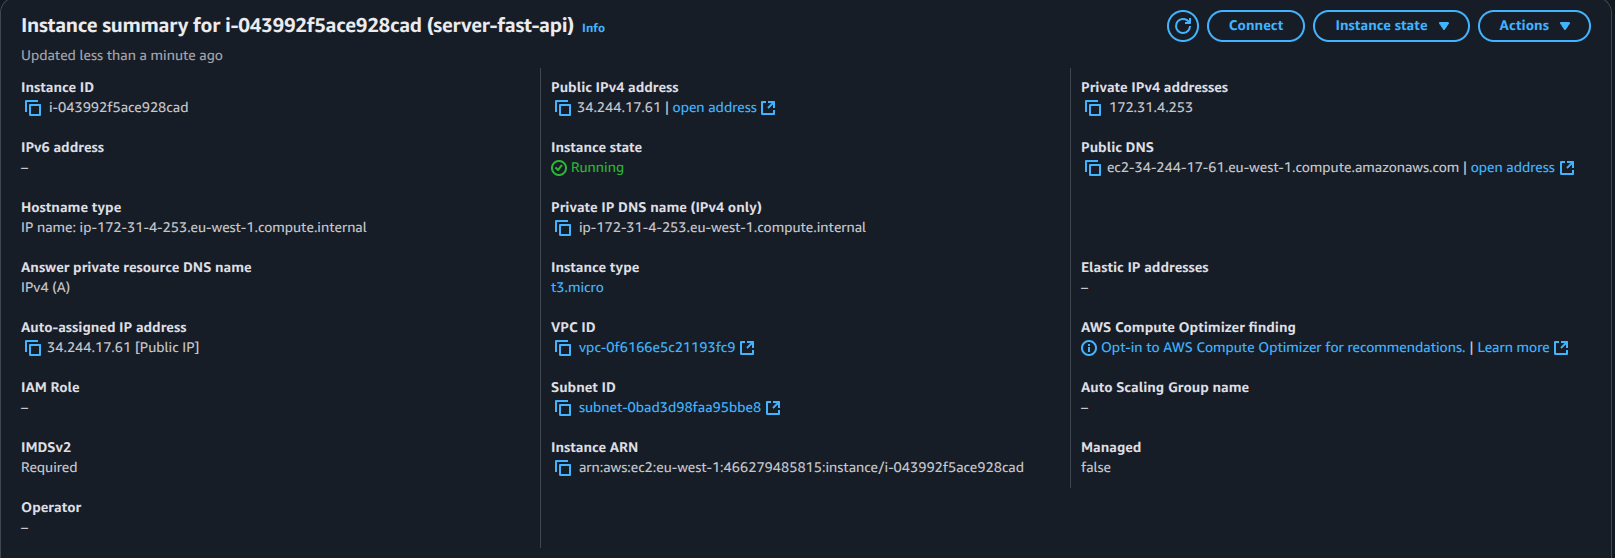 Instance summary for i-043992f5ace928cad (server-fast-api) Info
Connect
Instance state
Actions
Updated less than a minute ago
Instance ID
i-043992f5ace928cad
Public IPv4 address
34.244.17.61 | open address
Private IPv4 addresses
172.31.4.253
IPv6 address
–
Instance state
Running
Public DNS
ec2-34-244-17-61.eu-west-1.compute.amazonaws.com | open address
Hostname type
IP name: ip-172-31-4-253.eu-west-1.compute.internal
Private IP DNS name (IPv4 only)
ip-172-31-4-253.eu-west-1.compute.internal
Answer private resource DNS name
IPv4 (A)
Instance type
t3.micro
Elastic IP addresses
–
Auto-assigned IP address
34.244.17.61 [Public IP]
VPC ID
vpc-0f6166e5c21193fc9
AWS Compute Optimizer finding
Opt-in to AWS Compute Optimizer for recommendations. | Learn more
IAM Role
–
Subnet ID
subnet-0bad3d98faa95bbe8
Auto Scaling Group name
–
IMDSv2
Required
Instance ARN
arn:aws:ec2:eu-west-1:466279485815:instance/i-043992f5ace928cad
Managed
false
Operator
–